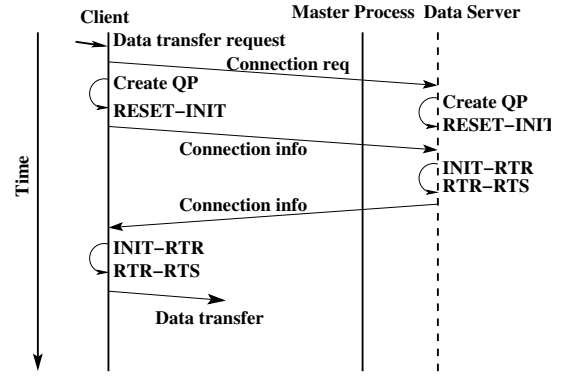 Client
Master Process
Data Server
Data transfer request
Connection req
Create QP
RESET−INIT
Create QP
RESET−INIT
Connection info
INIT−RTR
RTR−RTS
Connection info
INIT−RTR
RTR−RTS
Data transfer
Time